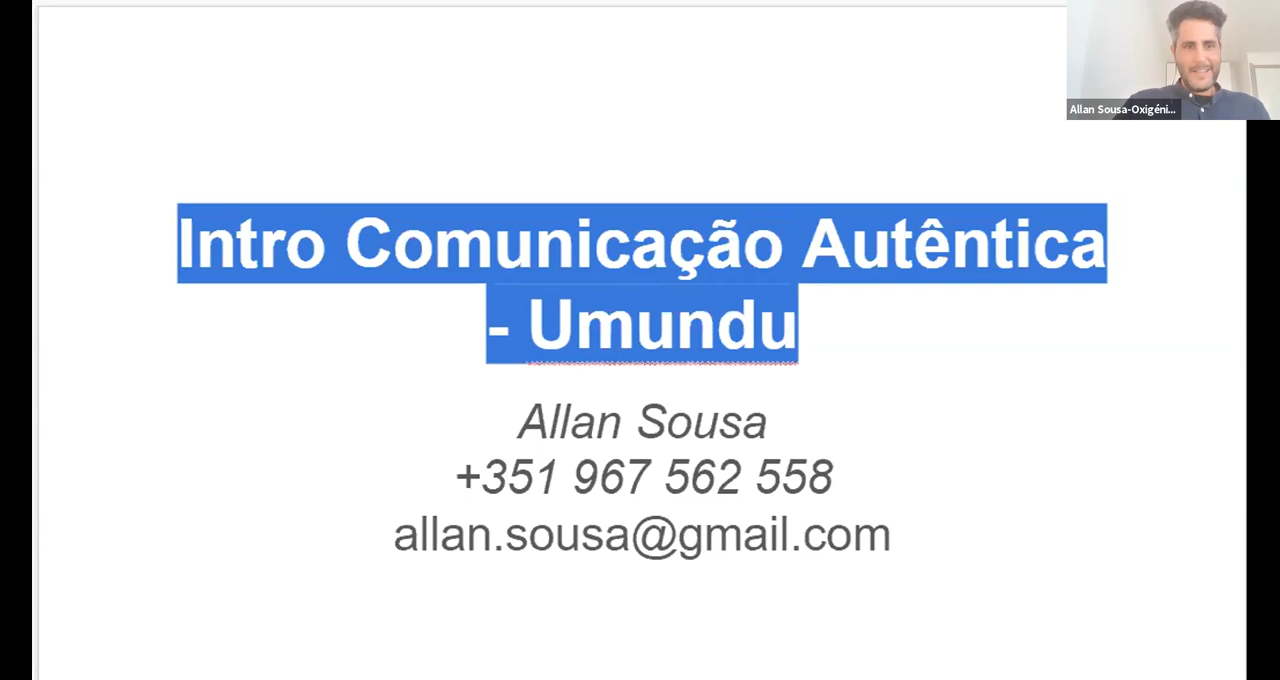 Allan Sousa-Oxigéni...
Intro Comunicação Autêntica
- Umundu
Allan Sousa
+351 967 562 558
allan.sousa@gmail.com